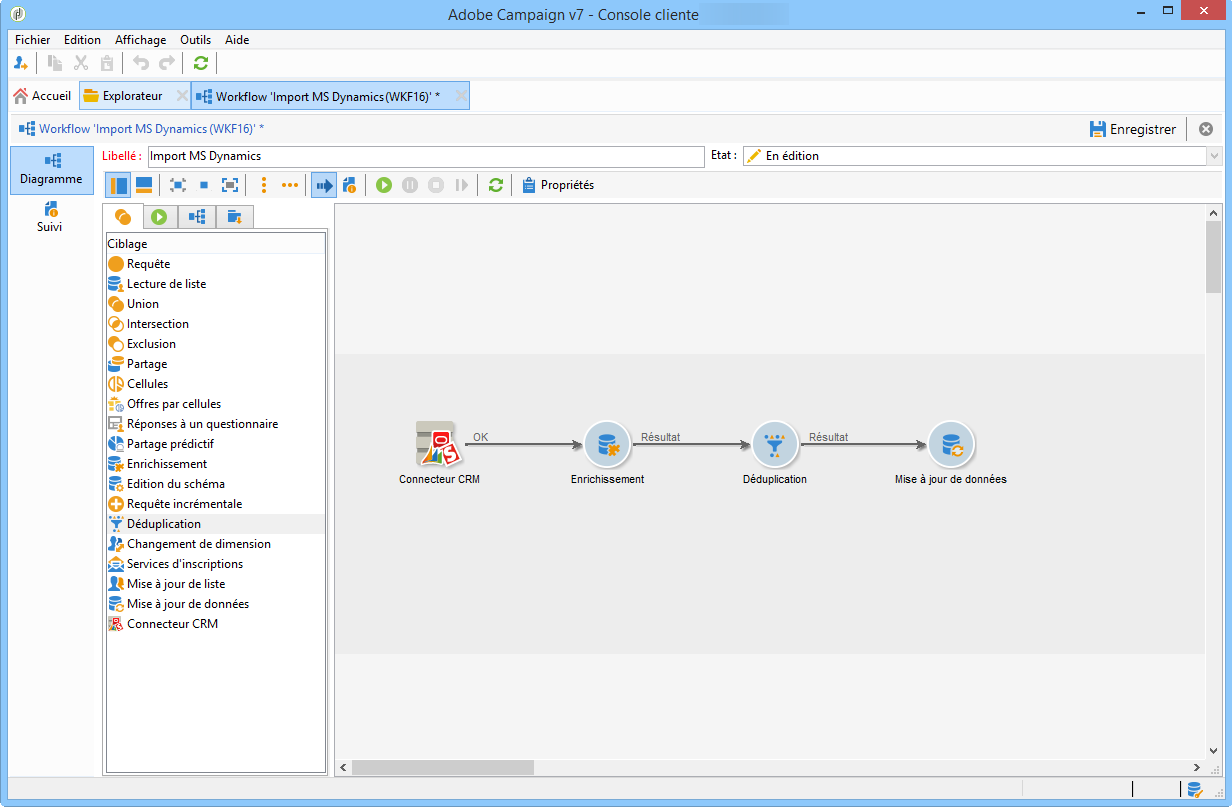 Adobe Campaign v7 - Console cliente
Fichier Edition Affichage Outils Aide
Accueil Explorateur Workflow 'Import MS Dynamics (WKF16)' *
Workflow 'Import MS Dynamics (WKF16)' * Enregistrer
Diagramme
Suivi
Libellé : Import MS Dynamics Etat : En édition
Propriétés
Ciblage
Requête
Lecture de liste
Union
Intersection
Exclusion
Partage
Cellules
Offres par cellules
Réponses à un questionnaire
Partage prédictif
Enrichissement
Edition du schéma
Requête incrémentale
Déduplication
Changement de dimension
Services d'inscriptions
Mise à jour de liste
Mise à jour de données
Connecteur CRM
OK Résultat Résultat
Connecteur CRM Enrichissement Déduplication Mise à jour de données